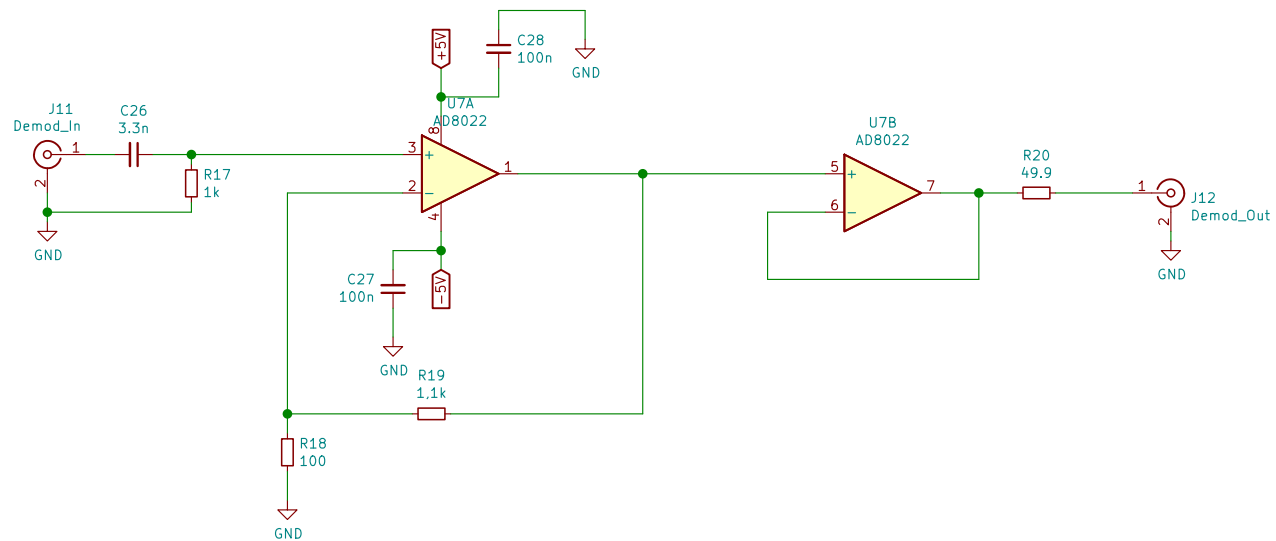 +5V
C28
100n
GND
J11
Demod_In
C26
3.3n
U7A
AD8022
8
1
2
3
+
2
−
1
4
R17
1k
GND
C27
100n
-5V
GND
R19
1,1k
R18
100
GND
U7B
AD8022
5
+
6
−
7
R20
49.9
1
2
J12
Demod_Out
GND